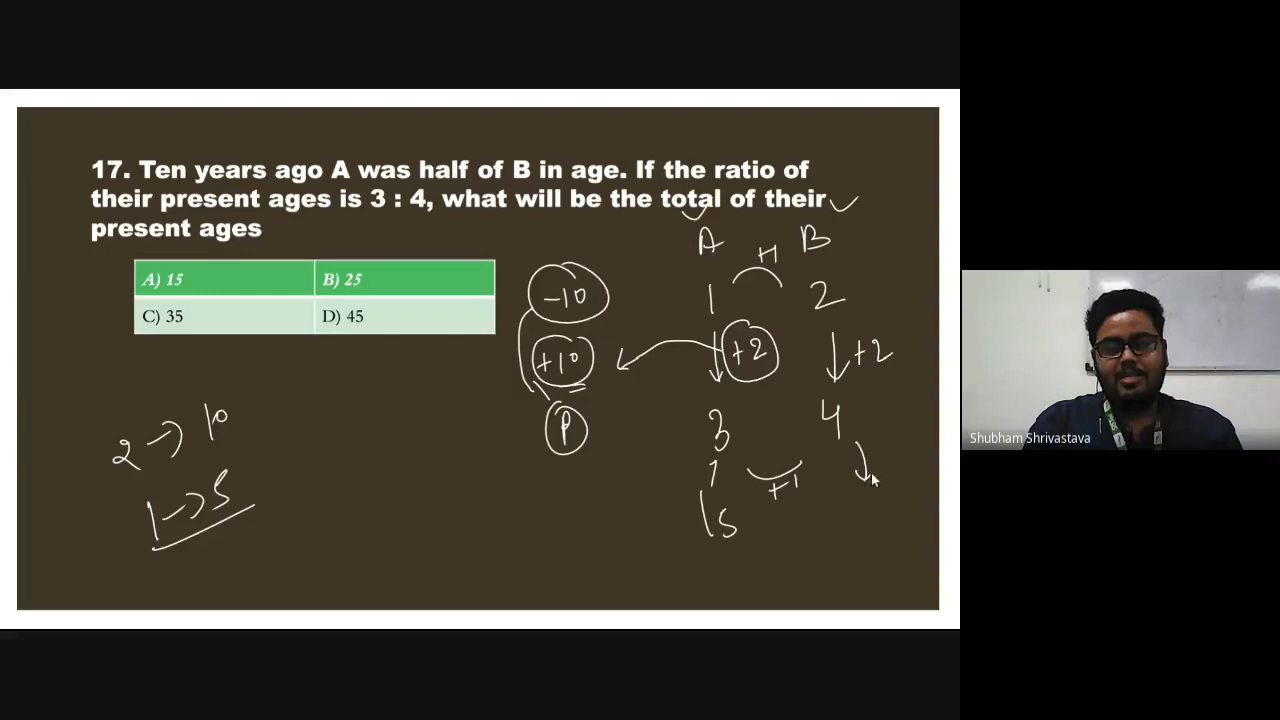 17. Ten years ago A was half of B in age. If the ratio of
their present ages is 3 : 4, what will be the total of their
present ages
A) 15 B) 25
C) 35 D) 45
A B
+1
1 2
-10
+10
+2 +2
P
3 4
+1
15
2 → 10
1 → 5
Shubham Shrivastava